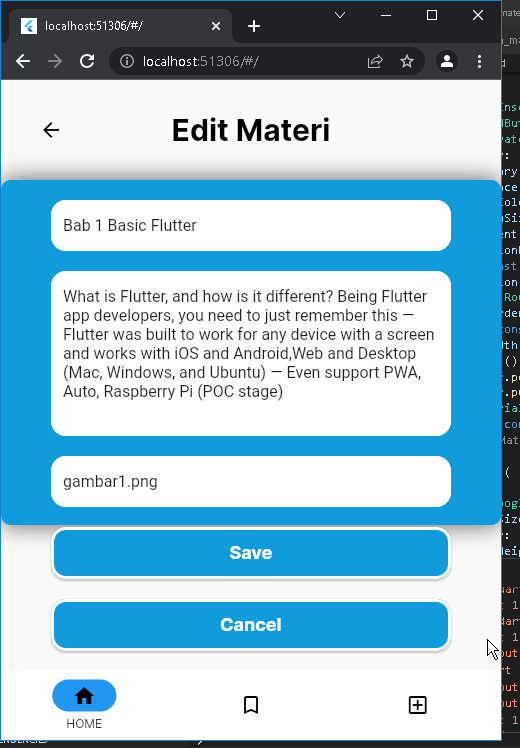 localhost:51306/#/
localhost:51306/#/
Edit Materi
Bab 1 Basic Flutter
What is Flutter, and how is it different? Being Flutter
app developers, you need to just remember this —
Flutter was built to work for any device with a screen
and works with iOS and Android,Web and Desktop
(Mac, Windows, and Ubuntu) — Even support PWA,
Auto, Raspberry Pi (POC stage)
gambar1.png
Save
Cancel
HOME